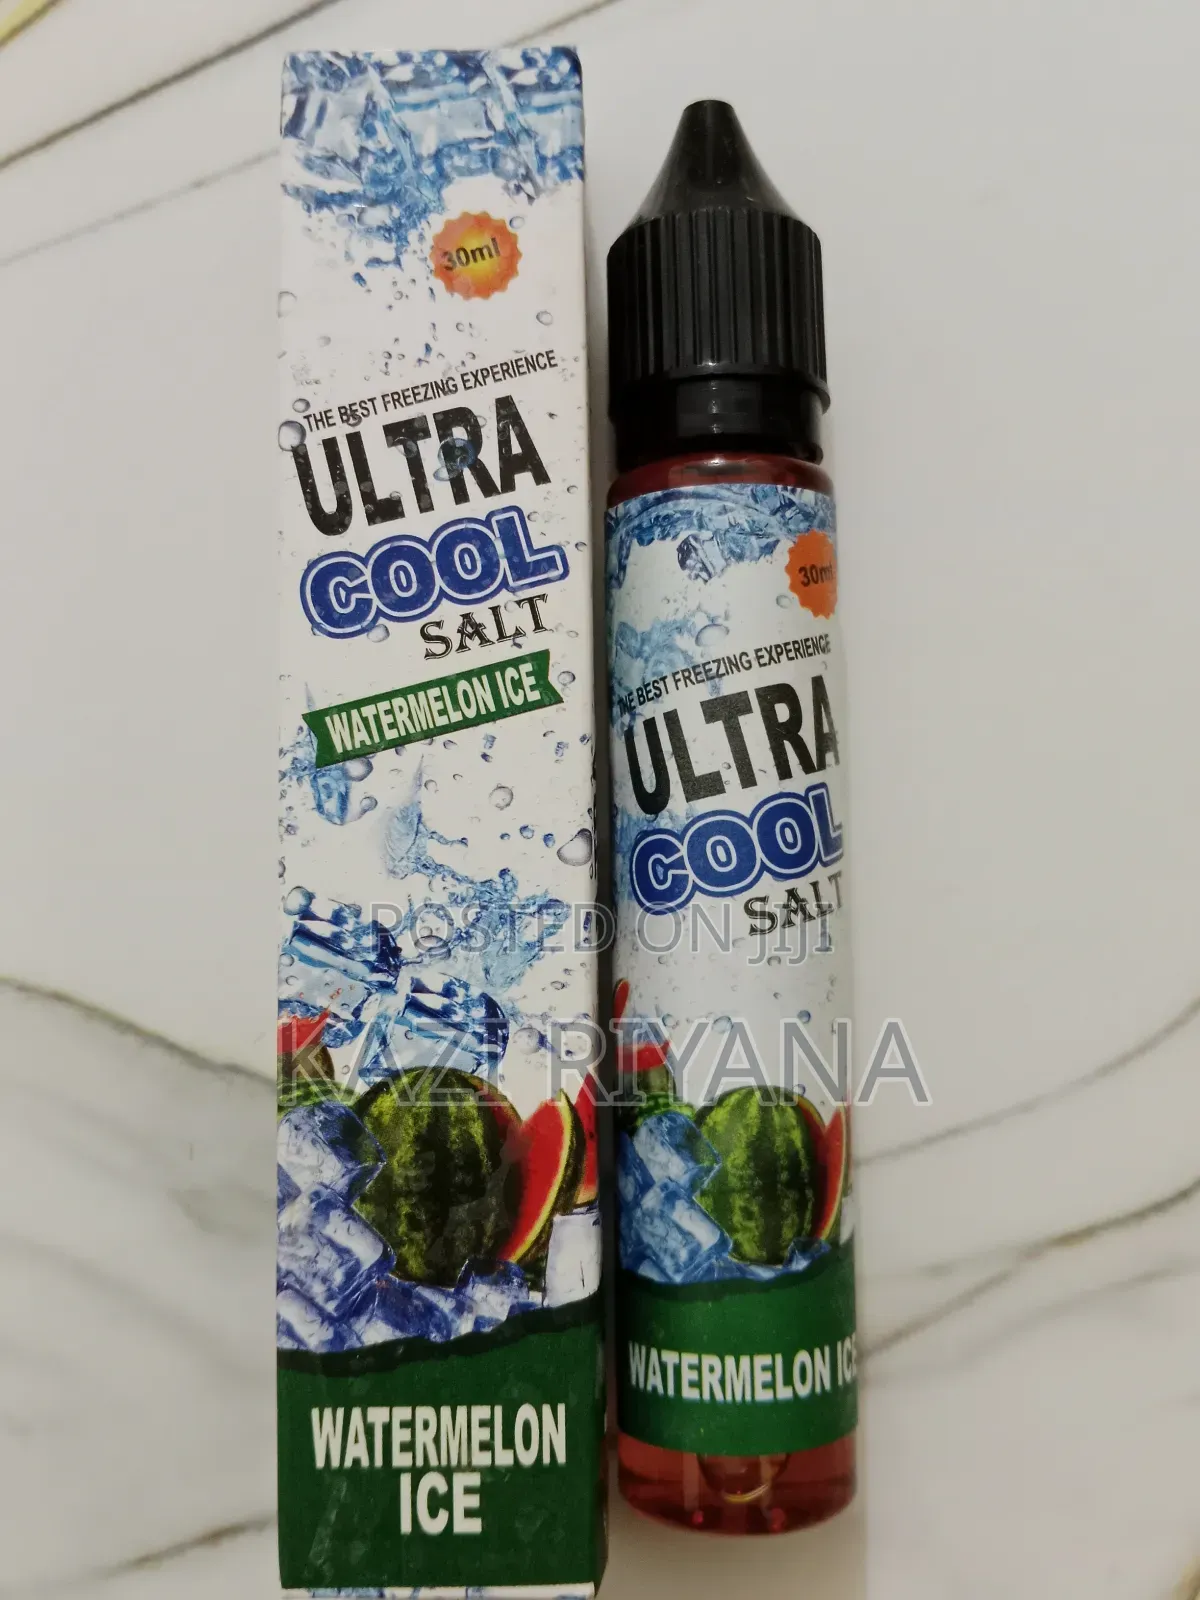 30ml
THE BEST FREEZING EXPERIENCE
ULTRA
COOL
SALT
WATERMELON ICE
WATERMELON
ICE
30ml
THE BEST FREEZING EXPERIENCE
ULTRA
COOL
SALT
WATERMELON ICE
POSTED ON JIJI
KAZI RIYANA